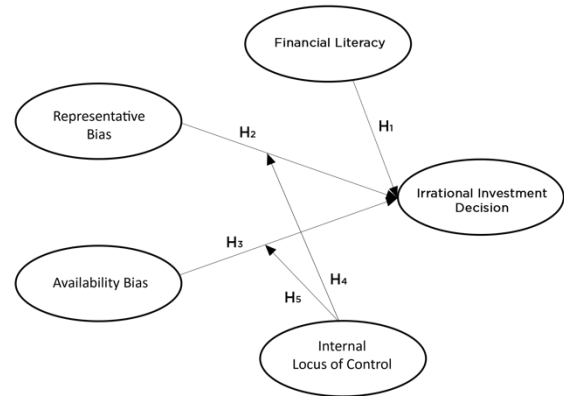 Financial Literacy
Representative
Bias
H₂
H₁
Irrational Investment
Decision
H₃
Availability Bias
H₄
H₅
Internal
Locus of Control